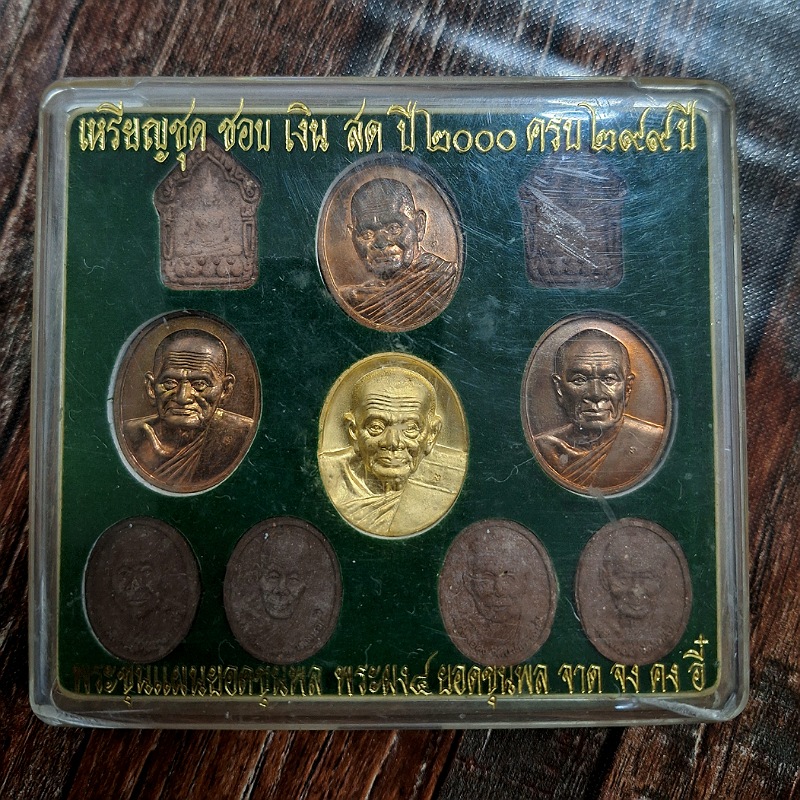 เหรียญชุด ชอบ เงิน สด ปี ๒๐๐๐ ครบ ๒๙๙ ปี
พระขุนแผนยอดขุนพล พระผง๔ ยอดขุนพล จาด จง คง อี๋